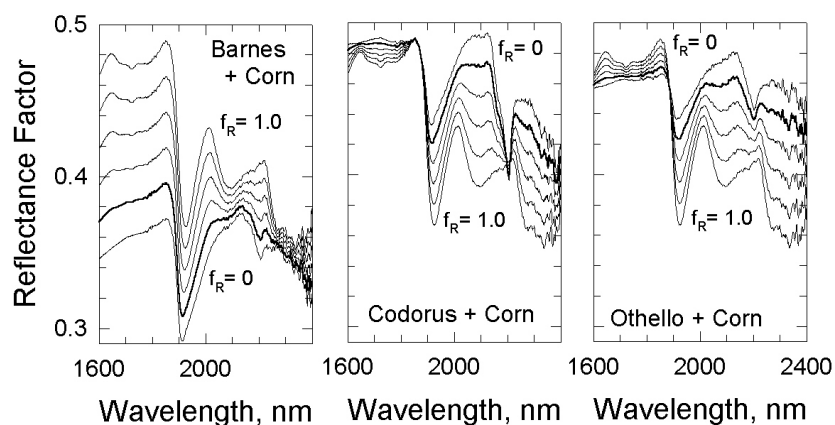 Reflectance Factor
0.5
0.4
0.3
Barnes
+ Corn
fR= 1.0
fR= 0
1600
2000
Wavelength, nm
fR= 0
fR= 1.0
Codorus + Corn
1600
2000
Wavelength, nm
fR= 0
fR= 1.0
Othello + Corn
1600
2000
2400
Wavelength, nm